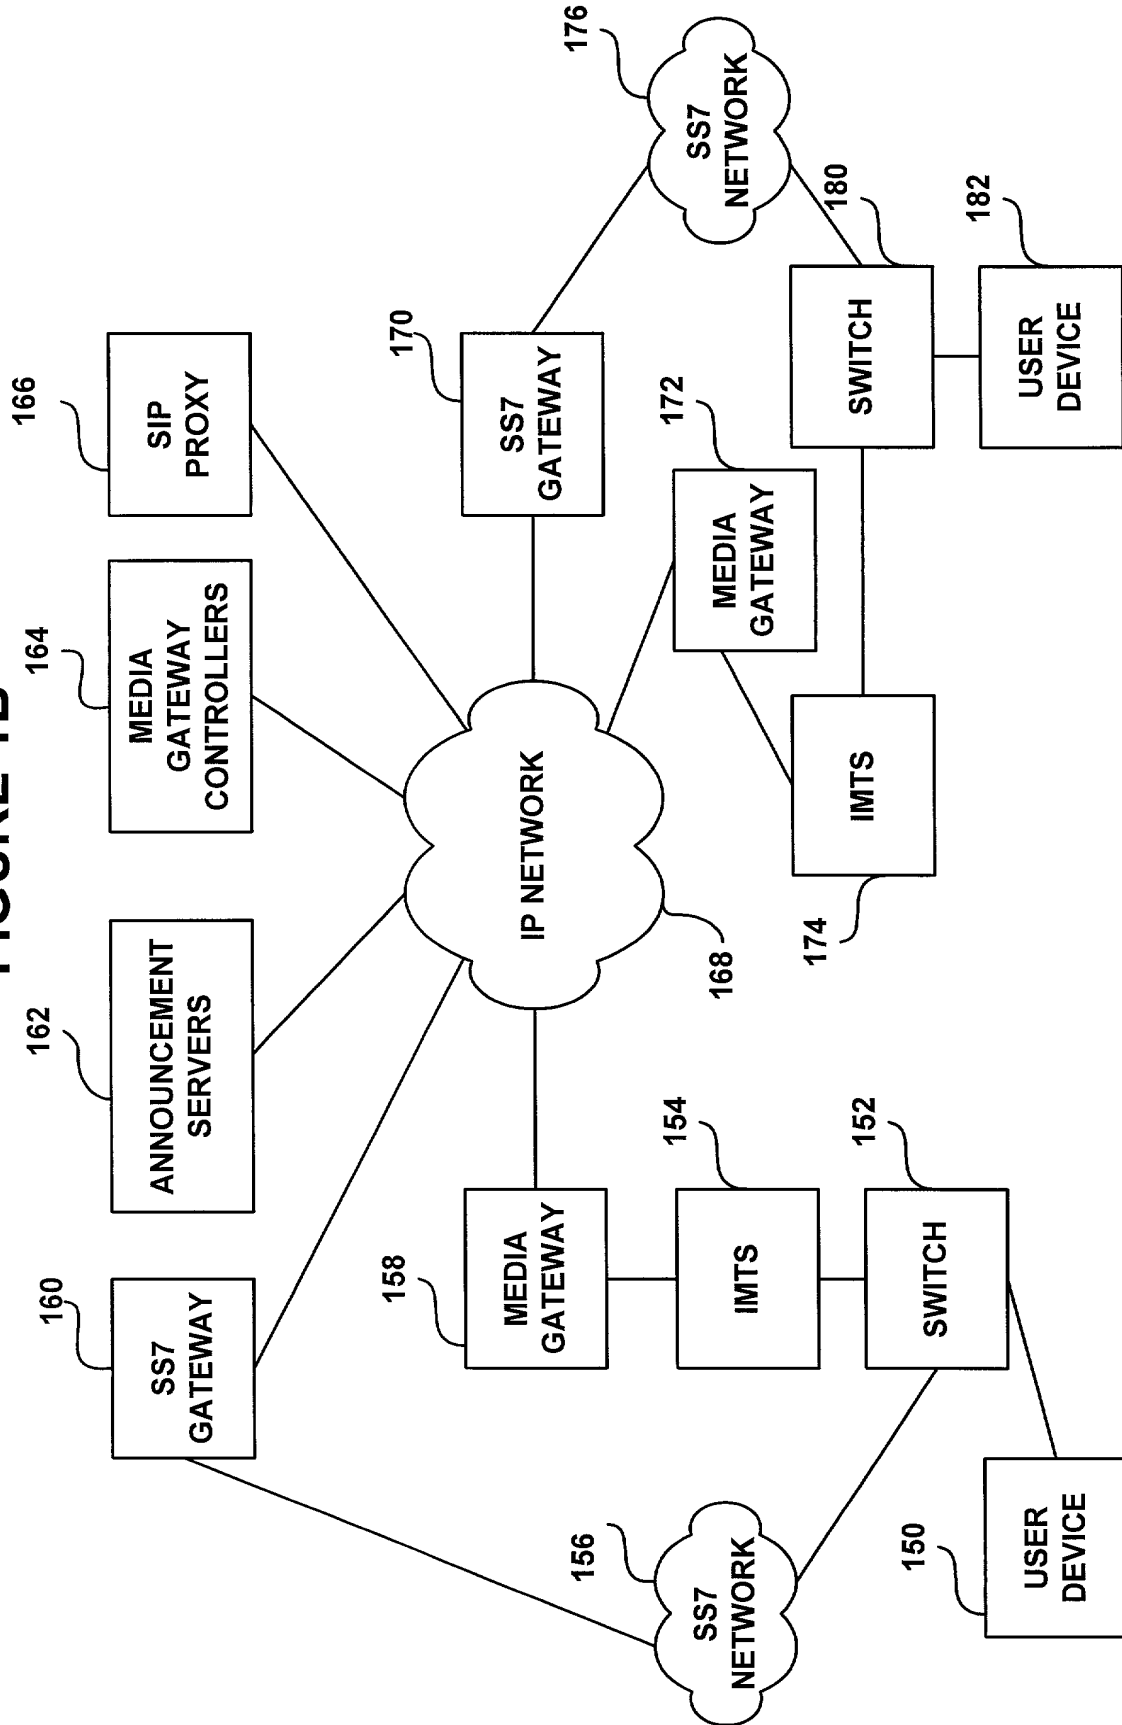 FIGURE 1B
160
162
164
166
SS7
GATEWAY
ANNOUNCEMENT
SERVERS
MEDIA
GATEWAY
CONTROLLERS
SIP
PROXY
158
170
176
MEDIA
GATEWAY
IP NETWORK
SS7
GATEWAY
156
154
168
172
SS7
NETWORK
IMTS
MEDIA
GATEWAY
SS7
NETWORK
152
174
180
SWITCH
IMTS
SWITCH
150
182
USER
DEVICE
USER
DEVICE